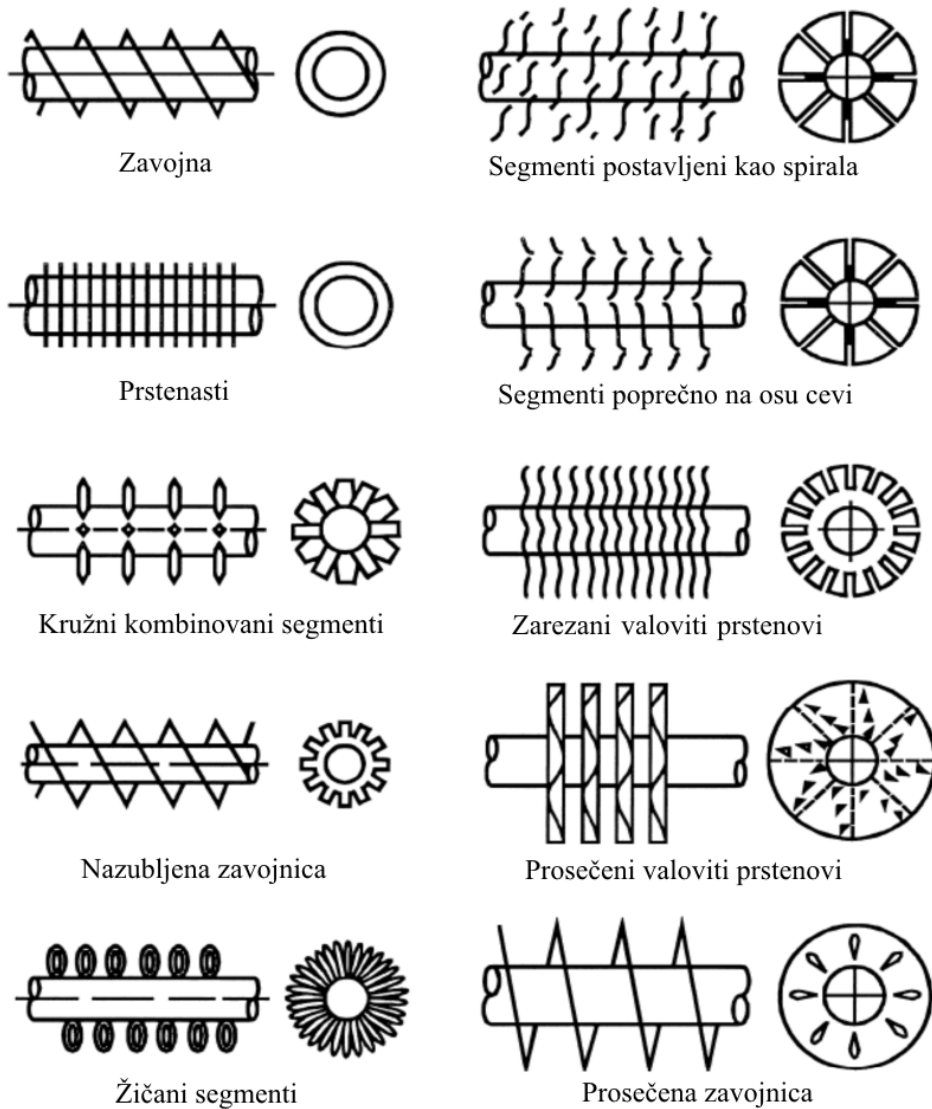 Zavojna
Segmenti postavljeni kao spirala
Prstenasti
Segmenti poprečno na osu cevi
Kružni kombinovani segmenti
Zarezani valoviti prstenovi
Nazubljena zavojnica
Prosečeni valoviti prstenovi
Žičani segmenti
Prosečena zavojnica